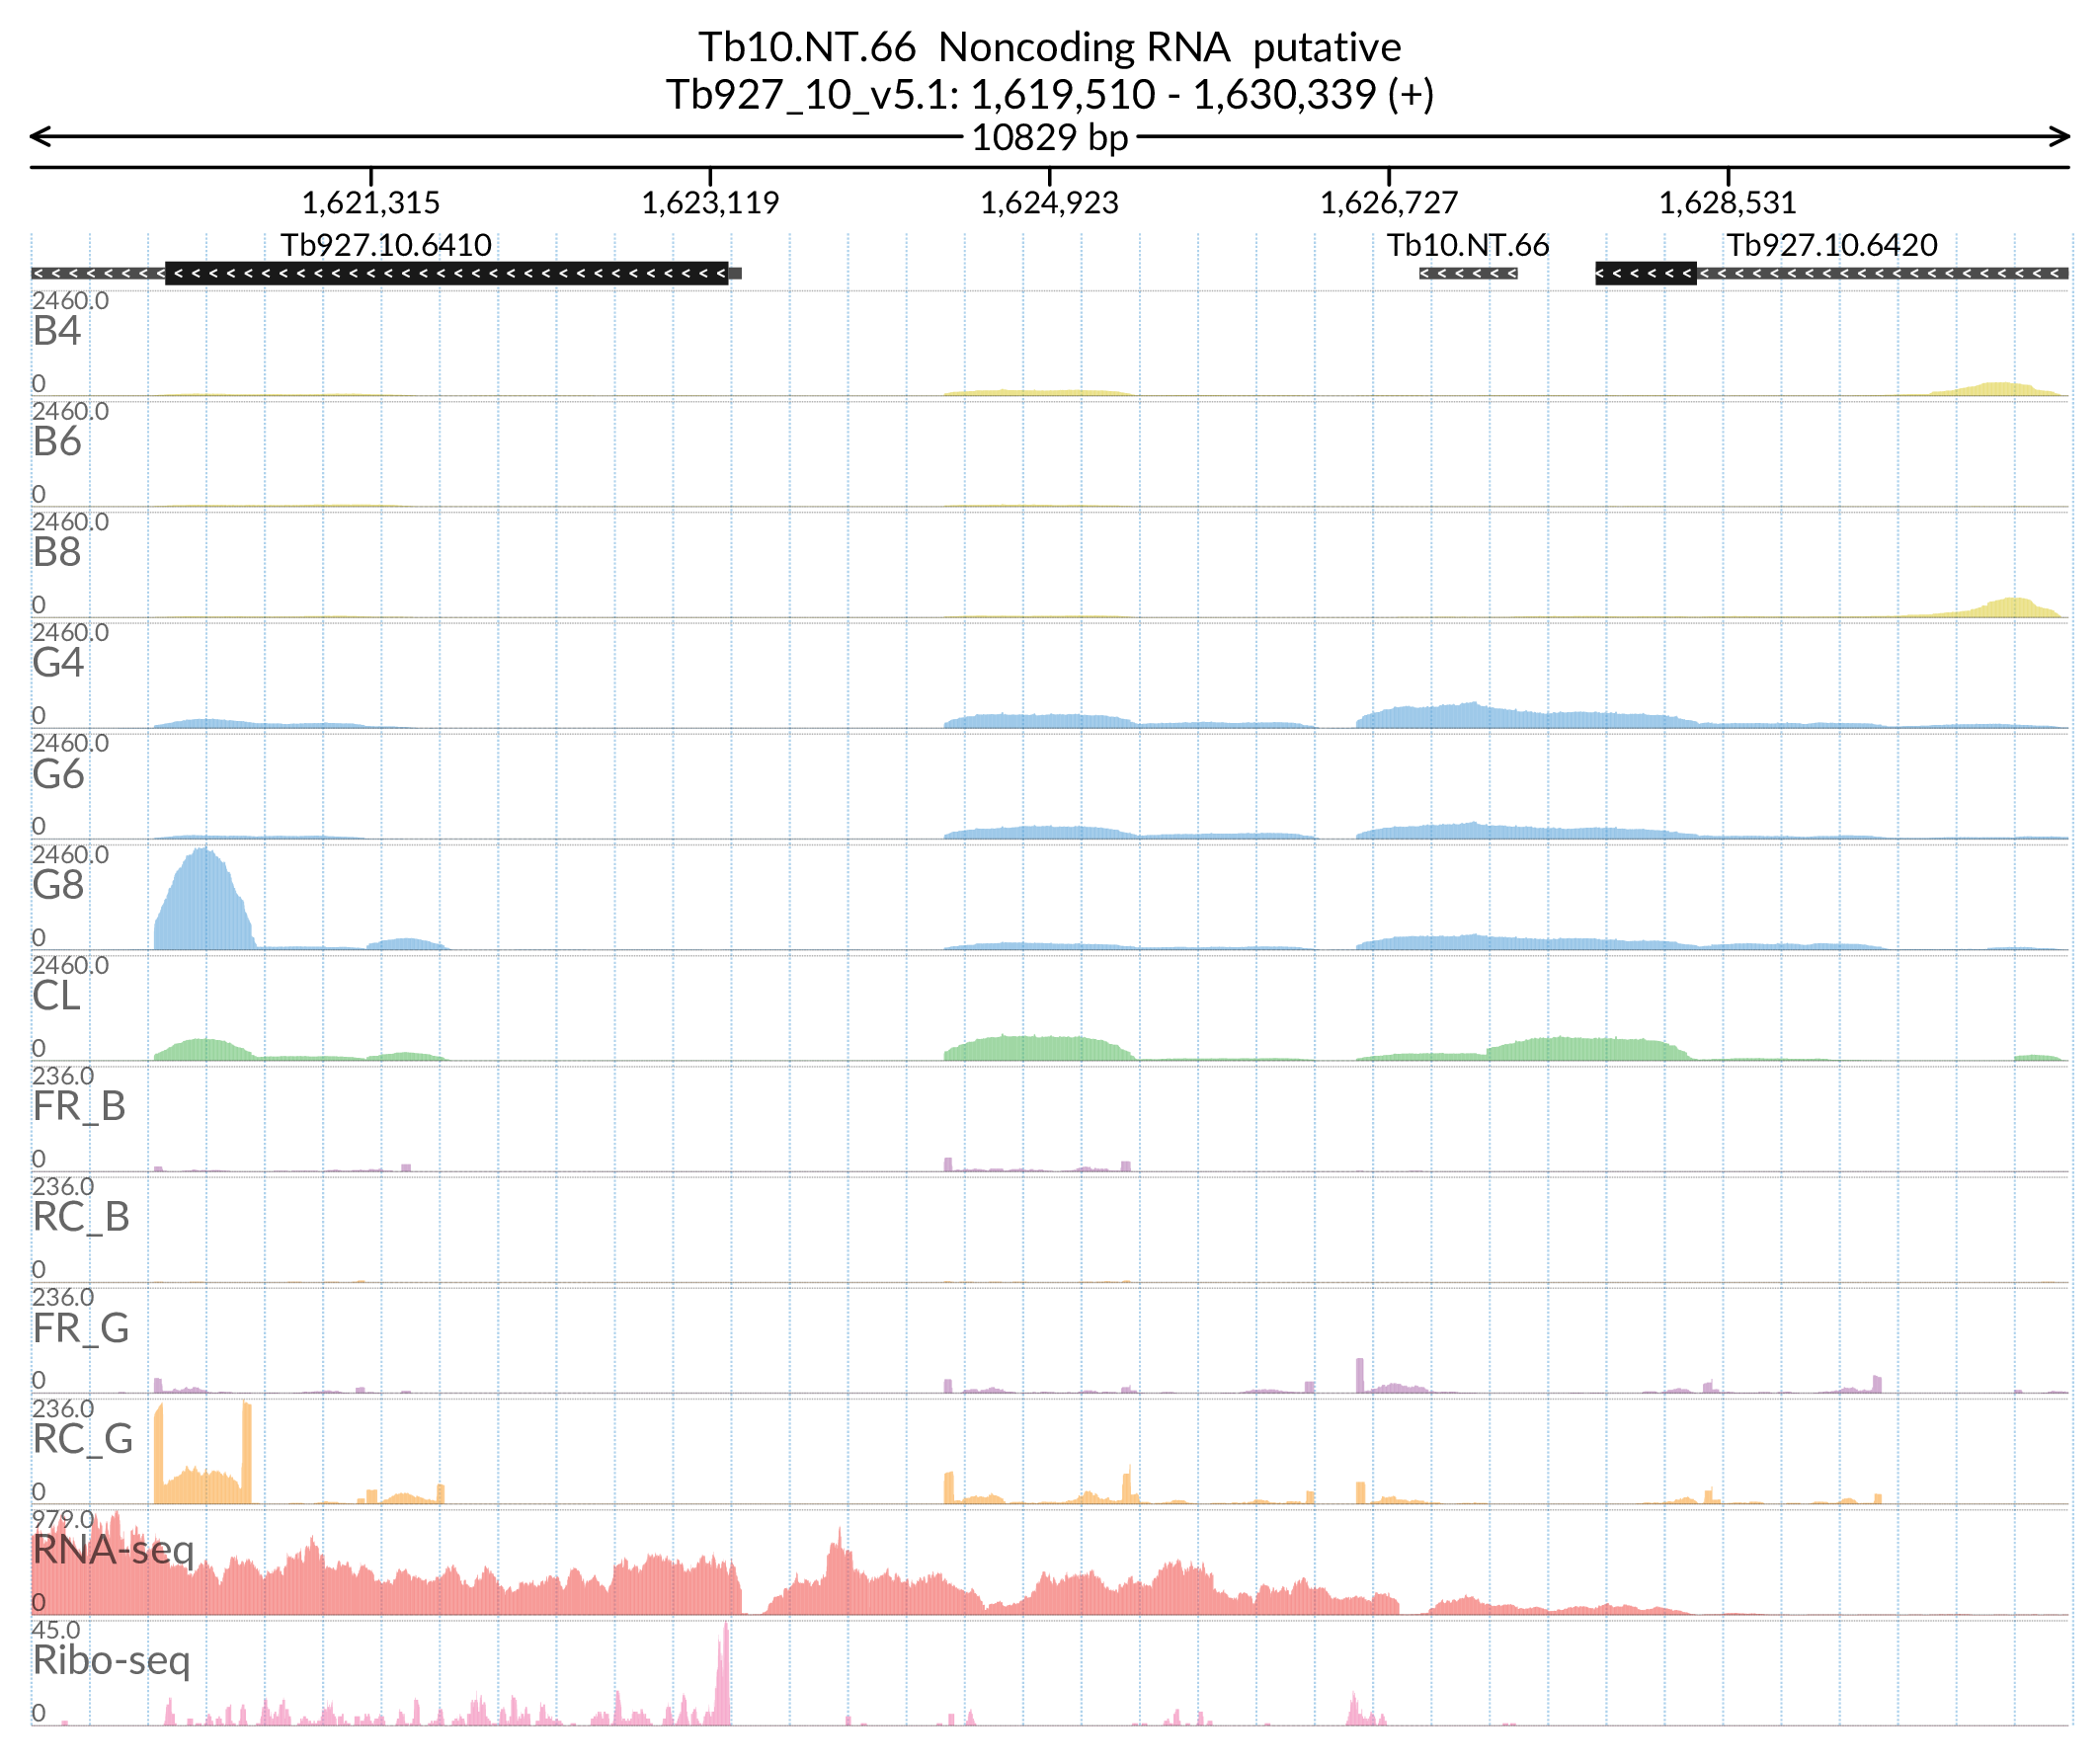 Tb10.NT.66 Noncoding RNA putative
Tb927_10_v5.1: 1,619,510 - 1,630,339 (+)
10829 bp
1,621,315 1,623,119 1,624,923 1,626,727 1,628,531
Tb927.10.6410 Tb10.NT.66 Tb927.10.6420
2460.0
B4
0
2460.0
B6
0
2460.0
B8
0
2460.0
G4
0
2460.0
G6
0
2460.0
G8
0
2460.0
CL
0
236.0
FR_B
0
236.0
RC_B
0
236.0
FR_G
0
236.0
RC_G
0
977.0
RNA-seq
0
45.0
Ribo-seq
0